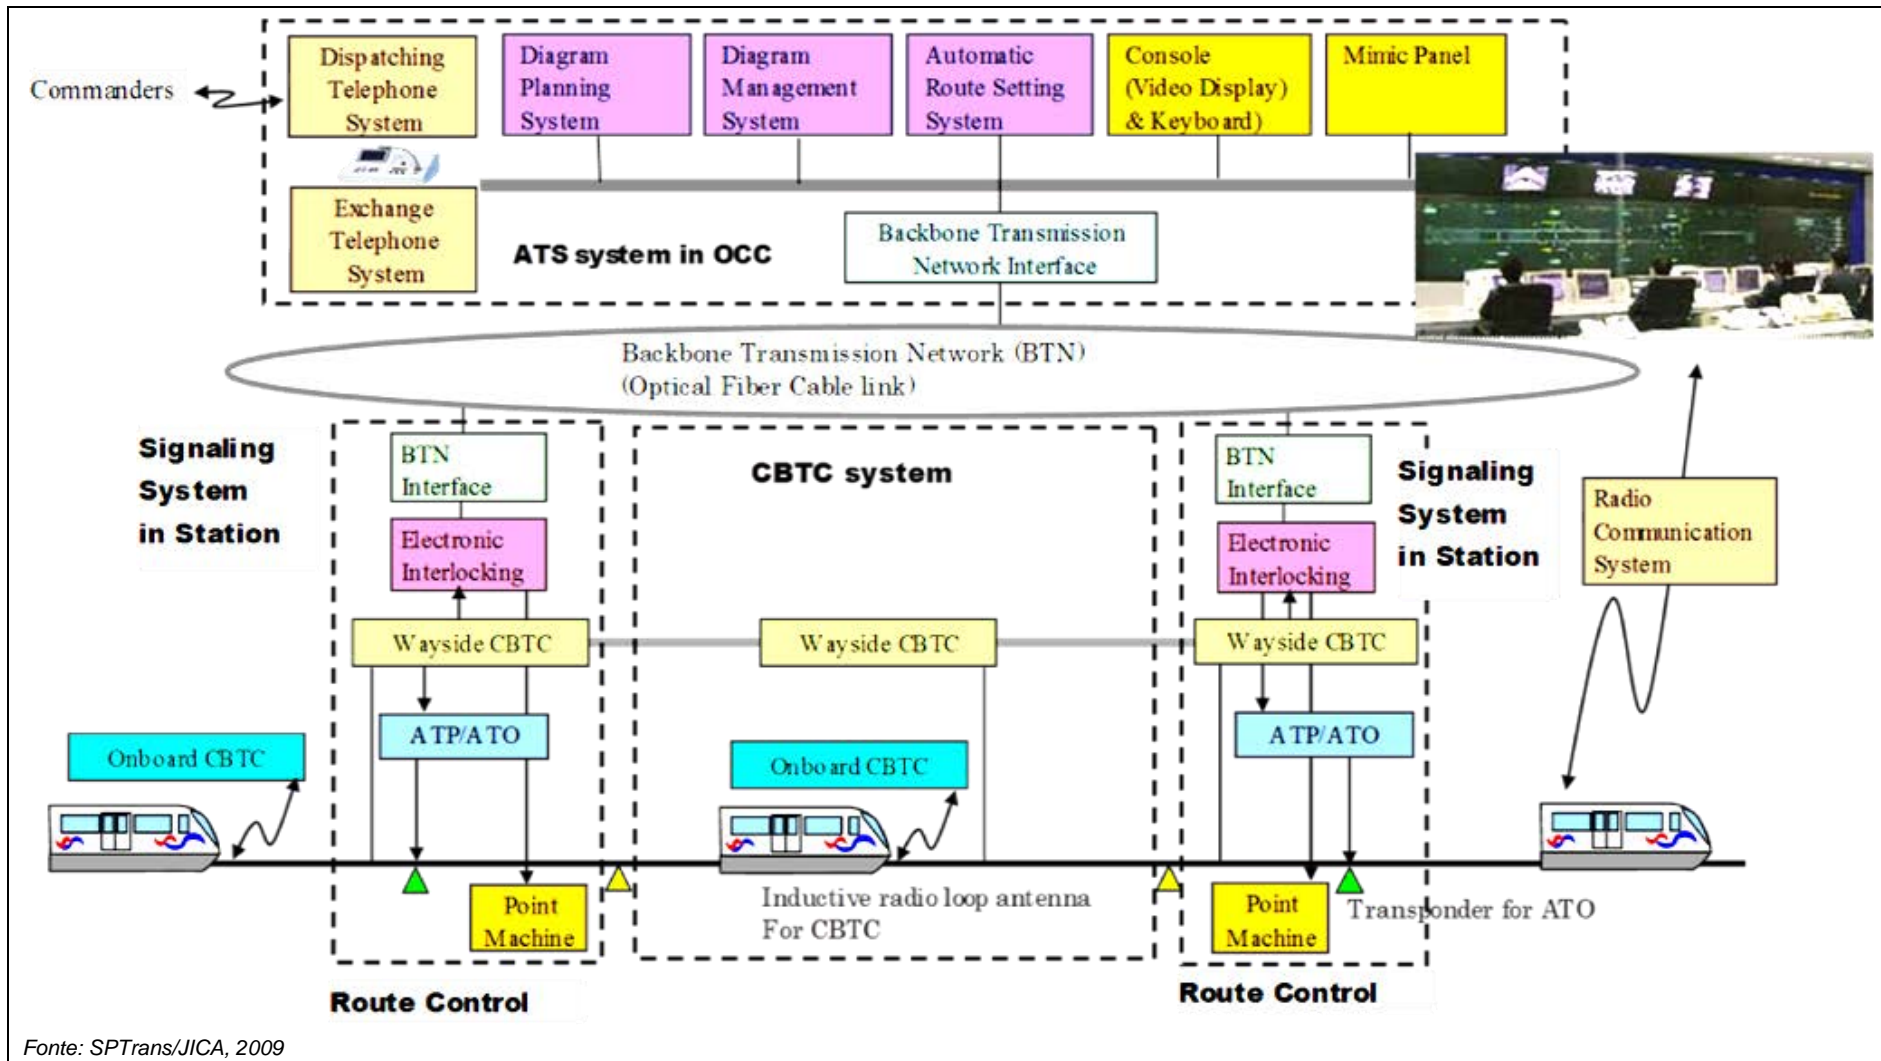 Commanders
Dispatching
Telephone
System
Diagram
Planning
System
Diagram
Management
System
Automatic
Route Setting
System
Console
(Video Display)
& Keyboard)
Mimic Panel
Exchange
Telephone
System
ATS system in OCC
Backbone Transmission
Network Interface
Backbone Transmission Network (BTN)
(Optical Fiber Cable link)
Signaling
System
in Station
BTN
Interface
Electronic
Interlocking
CBTC system
BTN
Interface
Electronic
Interlocking
Signaling
System
in Station
Radio
Communication
System
Wayside CBTC
Wayside CBTC
Wayside CBTC
ATP/ATO
ATP/ATO
Onboard CBTC
Onboard CBTC
Point
Machine
Inductive radio loop antenna
For CBTC
Point
Machine
Transponder for ATO
Route Control
Route Control
Fonte: SPTrans/JICA, 2009